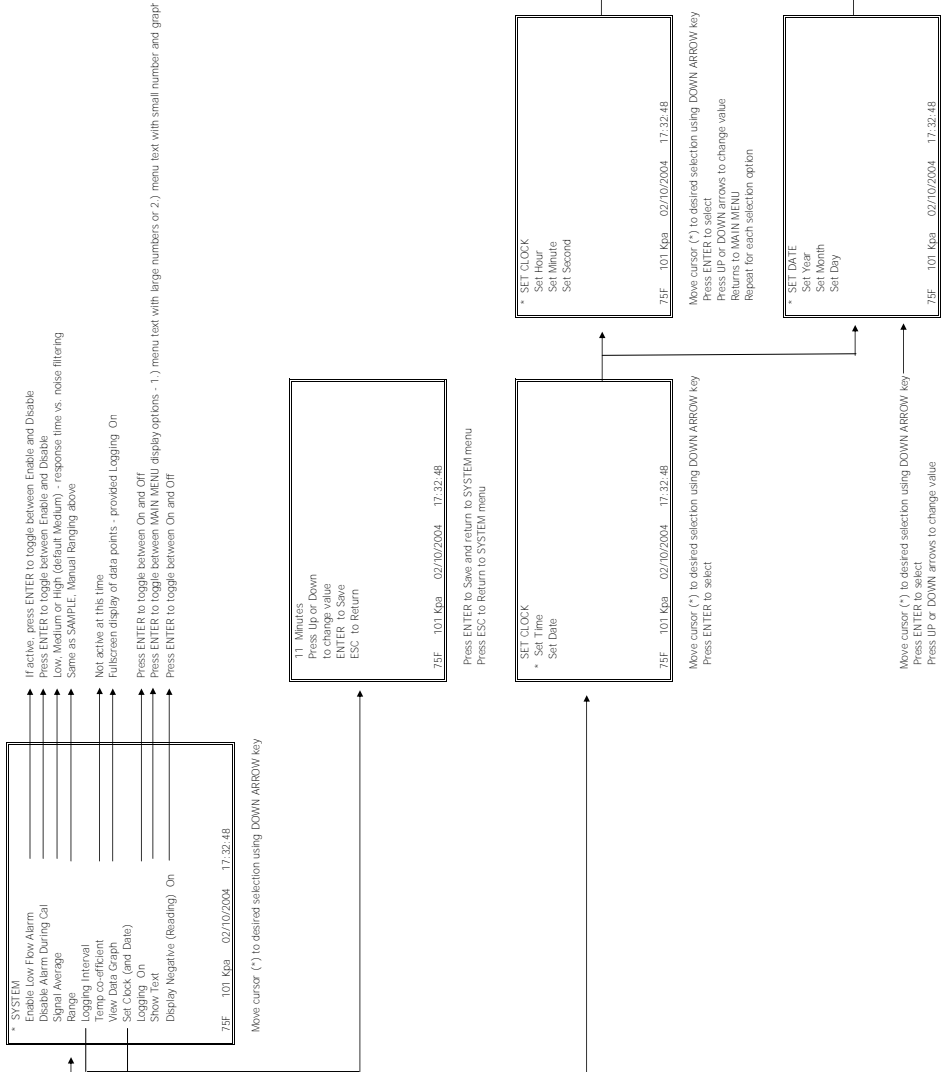 * SYSTEM
Enable Low Flow Alarm
Disable Alarm During Cal
Signal Average
Range
Logging Interval
Temp co-efficient
View Data Graph
Set Clock (and Date)
Logging On
Show Text
Display Negative (Reading) On
75F 101 Kpa 02/10/2004 17:32:48
Move cursor (*) to desired selection using DOWN ARROW key
If active, press ENTER to toggle between Enable and Disable
Press ENTER to toggle between Enable and Disable
Low, Medium or High (default Medium) - response time vs. noise filtering
Same as SAMPLE, Manual Ranging above
Not active at this time
Fullscreen display of data points - provided Logging On
Press ENTER to toggle between On and Off
Press ENTER to toggle between MAIN MENU display options - 1.) menu text with large numbers or 2.) menu text with small number and graph
Press ENTER to toggle between On and Off
11 Minutes
Press Up or Down
to change value
ENTER to Save
ESC to Return
75F 101 Kpa 02/10/2004 17:32:48
Press ENTER to Save and return to SYSTEM menu
Press ESC to Return to SYSTEM menu
SET CLOCK
* Set Time
Set Date
75F 101 Kpa 02/10/2004 17:32:48
Move cursor (*) to desired selection using DOWN ARROW key
Press ENTER to select
* SET CLOCK
Set Hour
Set Minute
Set Second
75F 101 Kpa 02/10/2004 17:32:48
Move cursor (*) to desired selection using DOWN ARROW key
Press ENTER to select
Press UP or DOWN arrows to change value
Returns to MAIN MENU
Repeat for each selection option
* SET DATE
Set Year
Set Month
Set Day
75F 101 Kpa 02/10/2004 17:32:48
Move cursor (*) to desired selection using DOWN ARROW key
Press ENTER to select
Press UP or DOWN arrows to change value